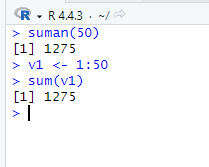 R R 4.4.3 · ~/
> suman(50)
[1] 1275
> v1 <- 1:50
> sum(v1)
[1] 1275
>